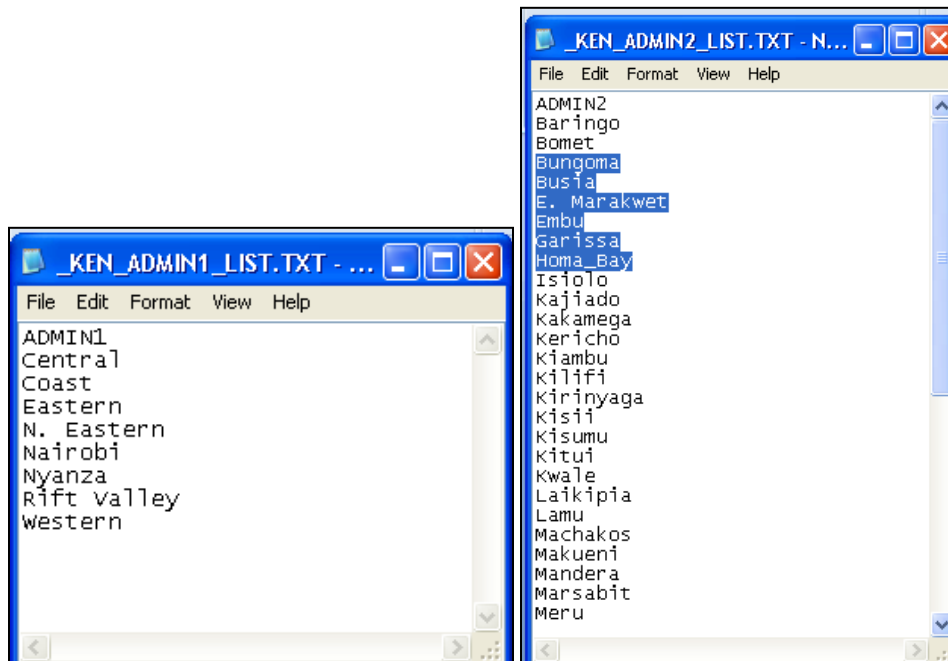 _KEN_ADMIN1_LIST.TXT - ...
File Edit Format View Help
ADMIN1
Central
Coast
Eastern
N. Eastern
Nairobi
Nyanza
Rift Valley
Western
_KEN_ADMIN2_LIST.TXT - N...
File Edit Format View Help
ADMIN2
Baringo
Bomet
Bungoma
Busia
E. Marakwet
Embu
Garissa
Homa_Bay
Isiolo
Kajiado
Kakamega
Kericho
Kiambu
Kilifi
Kirinyaga
Kisii
Kisumu
Kitui
Kwale
Laikipia
Lamu
Machakos
Makueni
Mandera
Marsabit
Meru